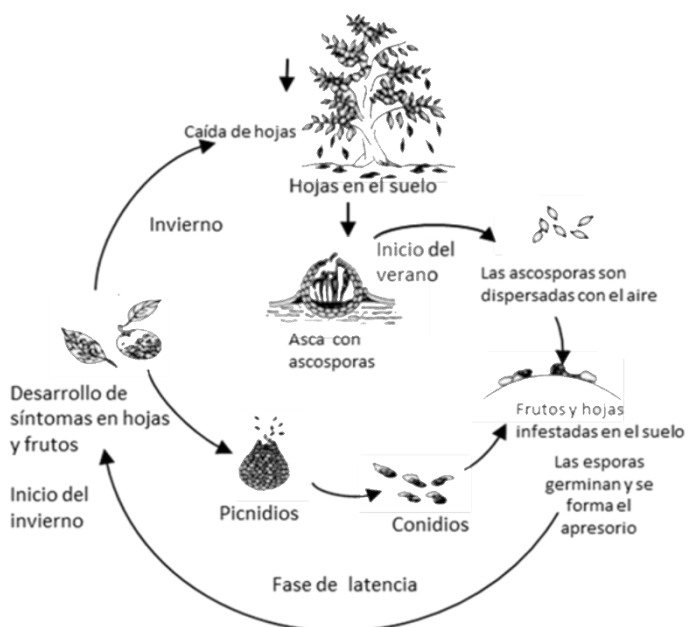 Caída de hojas
Hojas en el suelo
Invierno
Inicio del
verano
Las ascosporas son
dispersadas con el aire
Asca con
ascosporas
Desarrollo de
síntomas en hojas
y frutos
Frutos y hojas
infestadas en el suelo
Las esporas
germinan y se
forma el
apresorio
Inicio del
invierno
Picnidios
Conidios
Fase de latencia